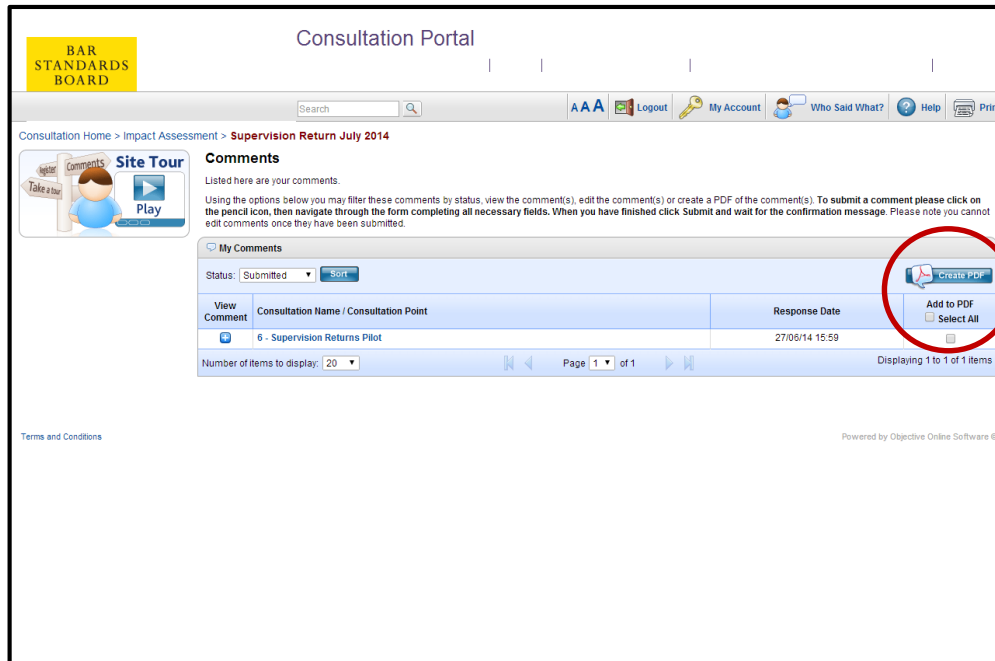 Consultation Portal
BAR
STANDARDS
BOARD
Search
A A A Logout My Account Who Said What? Help Prin
Consultation Home > Impact Assessment > Supervision Return July 2014
register Comments Site Tour
Take a tour
Play
Comments
Listed here are your comments.
Using the options below you may filter these comments by status, view the comment(s), edit the comment(s) or create a PDF of the comment(s). To submit a comment please click on
the pencil icon, then navigate through the form completing all necessary fields. When you have finished click Submit and wait for the confirmation message. Please note you cannot
edit comments once they have been submitted.
My Comments
Status: Submitted Sort Create PDF
View Comment Consultation Name / Consultation Point Response Date Add to PDF
Select All
6 - Supervision Returns Pilot 27/06/14 15:59
Number of items to display: 20 Page 1 of 1 Displaying 1 to 1 of 1 items
Terms and Conditions Powered by Objective Online Software ©